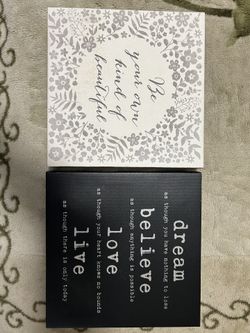 Be
your own
kind of
beautiful
dream
as though you have nothing to lose
believe
as though anything is possible
love
as though your heart knows no bounds
live
as though there is only today